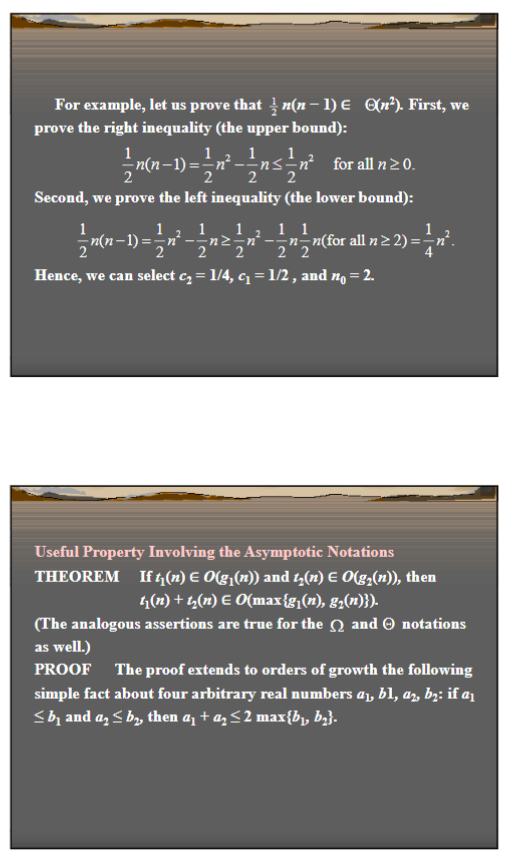 For example, let us prove that ½ n(n − 1) ∈ Θ(n²). First, we
prove the right inequality (the upper bound):
1/2 n(n−1) = 1/2 n² − 1/2 n ≤ 1/2 n² for all n ≥ 0.
Second, we prove the left inequality (the lower bound):
1/2 n(n−1) = 1/2 n² − 1/2 n ≥ 1/2 n² − 1/2 n 1/2 n(for all n ≥ 2) = 1/4 n².
Hence, we can select c₂ = 1/4, c₁ = 1/2 , and n₀ = 2.
Useful Property Involving the Asymptotic Notations
THEOREM If t₁(n) ∈ O(g₁(n)) and t₂(n) ∈ O(g₂(n)), then
t₁(n) + t₂(n) ∈ O(max{g₁(n), g₂(n)}).
(The analogous assertions are true for the Ω and Θ notations
as well.)
PROOF The proof extends to orders of growth the following
simple fact about four arbitrary real numbers a₁, b1, a₂, b₂: if a₁
≤ b₁ and a₂ ≤ b₂, then a₁ + a₂ ≤ 2 max{b₁, b₂}.